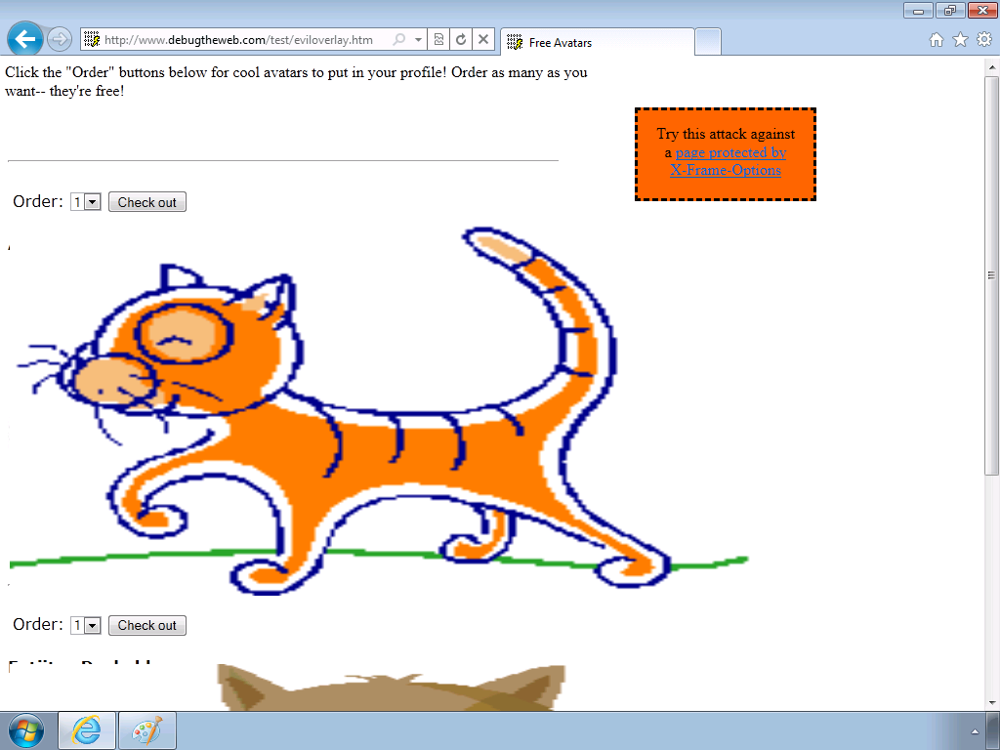 http://www.debugtheweb.com/test/eviloverlay.htm
Free Avatars
Click the "Order" buttons below for cool avatars to put in your profile! Order as many as you
want-- they're free!
Try this attack against
a page protected by
X-Frame-Options
Order: 1 Check out
Order: 1 Check out